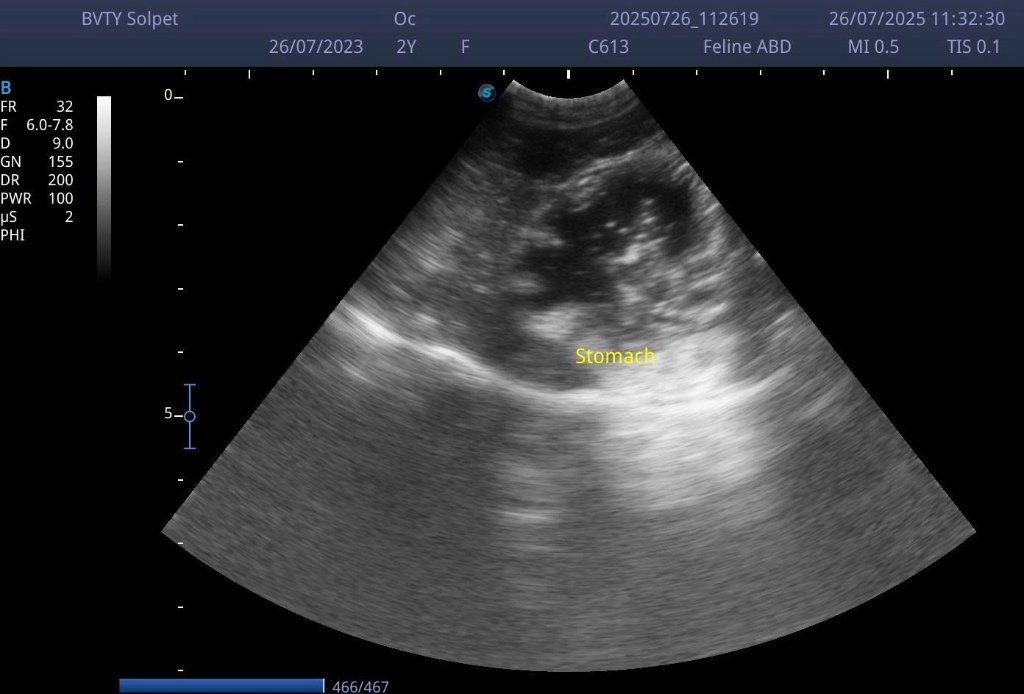 BVTY Solpet Oc 20250726_112619 26/07/2025 11:32:30
26/07/2023 2Y F C613 Feline ABD MI 0.5 TIS 0.1
B
FR 32
F 6.0-7.8
D 9.0
GN 155
DR 200
PWR 100
µS 2
PHI
S
0
Stomach
5
466/467